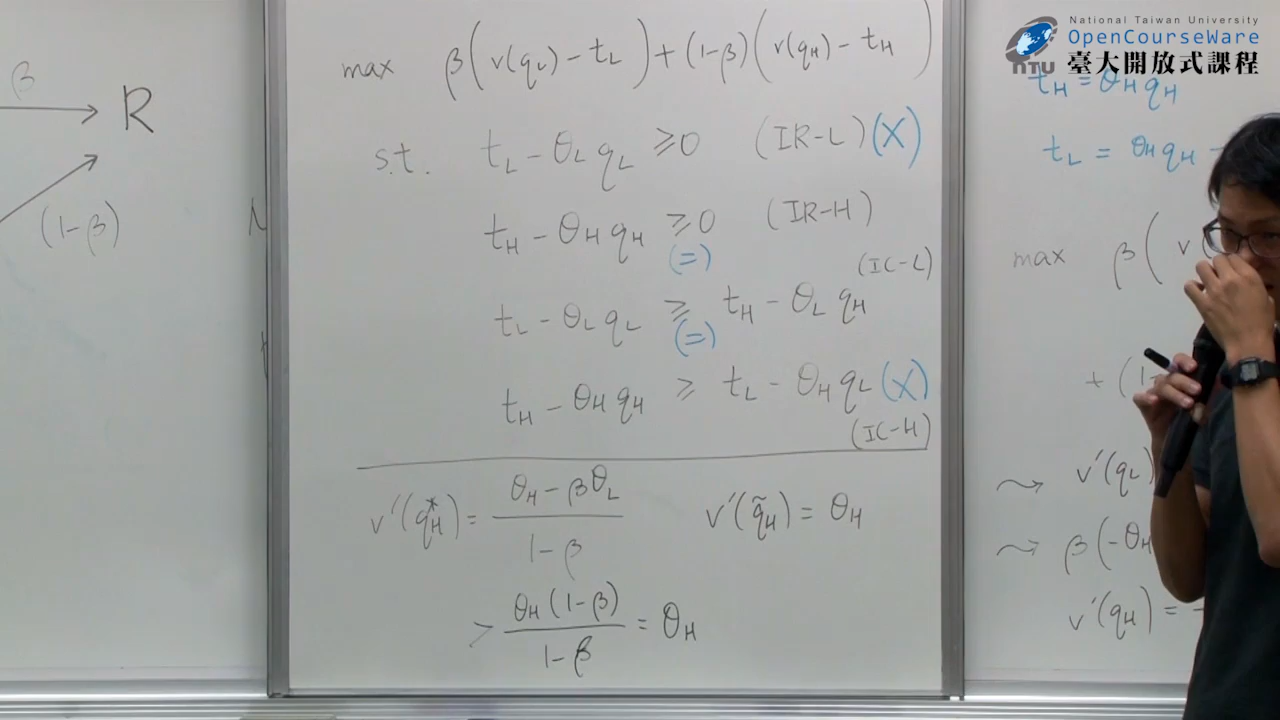 National Taiwan University
OpenCourseWare
NTU 臺大開放式課程
β
R
(1-β)
max β(v(q_L) - t_L) + (1-β)(v(q_H) - t_H)
s.t. t_L - θ_L q_L ≥ 0 (IR-L) (X)
t_H - θ_H q_H ≥ 0 (IR-H)
(=)
(IC-L)
t_L - θ_L q_L ≥ t_H - θ_L q_H
(=)
t_H - θ_H q_H ≥ t_L - θ_H q_L (X)
(IC-H)
v'(q_H^*) = (θ_H - β θ_L) / (1-β) v'(q̃_H) = θ_H
> (θ_H (1-β)) / (1-β) = θ_H
t_H = θ_H q_H
t_L = θ_H q_H -
max β( v
+ (1-
⇝ v'(q_L)
⇝ β(-θ_H
v'(q_H) =